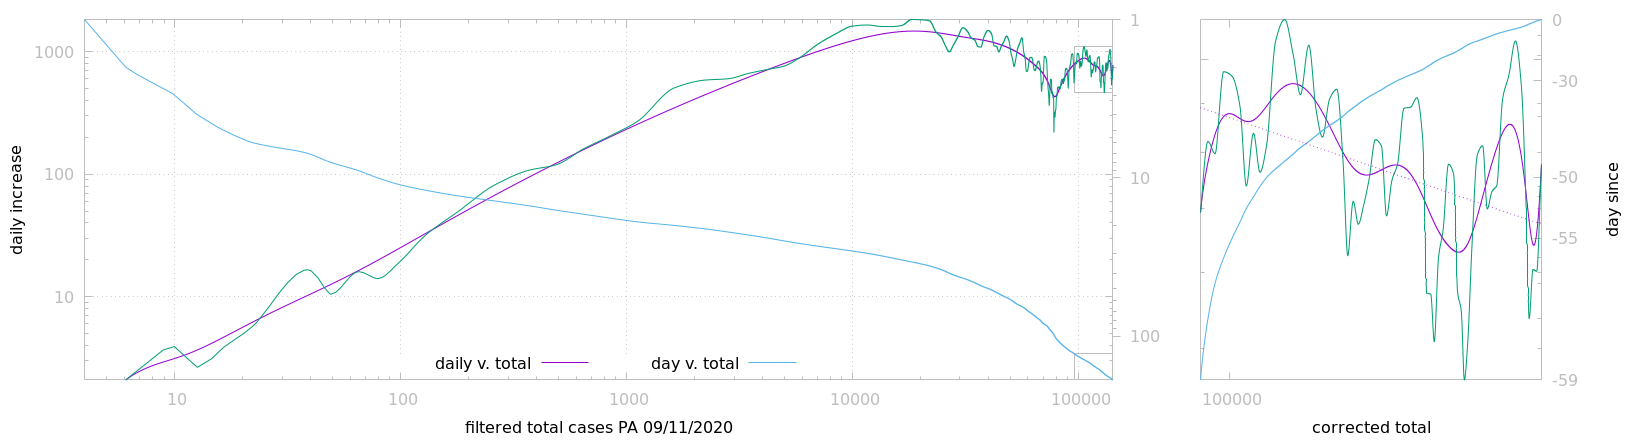 1000
100
10
daily increase
10
100
1000
10000
100000
filtered total cases PA 09/11/2020
daily v. total
day v. total
1
10
100
0
-30
-50
-55
-59
day since
100000
corrected total